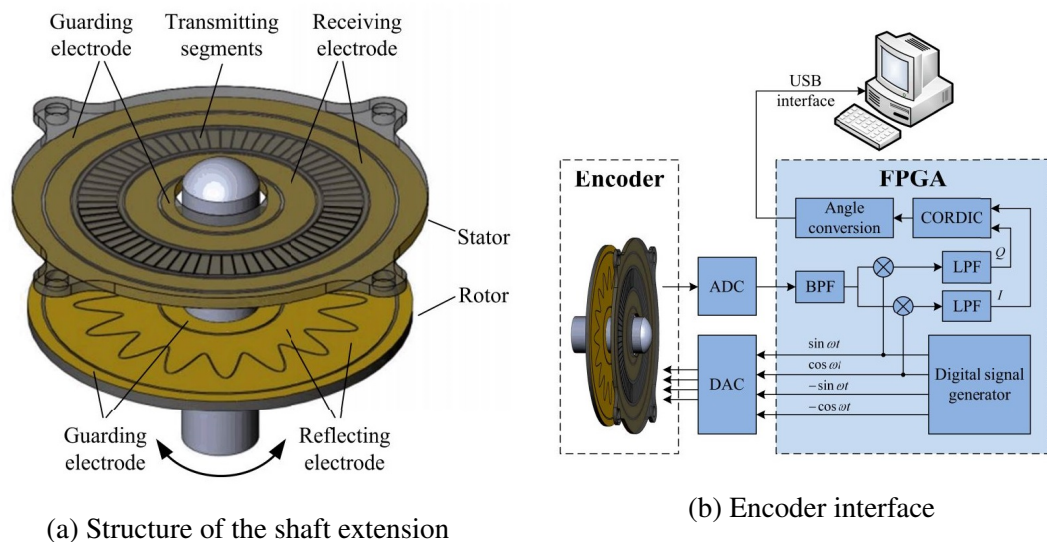 Guarding
electrode
Transmitting
segments
Receiving
electrode
Stator
Rotor
Guarding
electrode
Reflecting
electrode
(a) Structure of the shaft extension
USB
interface
Encoder
FPGA
Angle
conversion
CORDIC
Q
LPF
ADC
BPF
I
LPF
sin ωt
cos ωt
−sin ωt
−cos ωt
DAC
Digital signal
generator
(b) Encoder interface